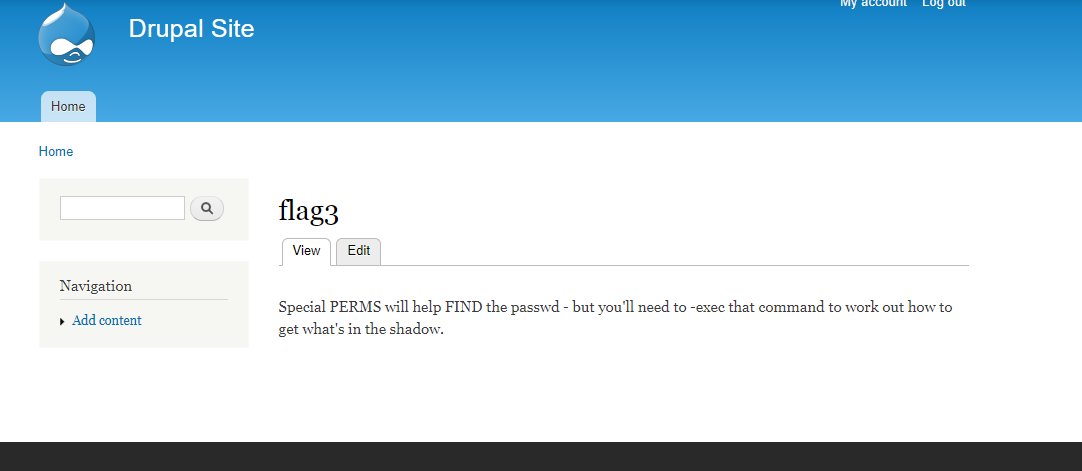 My account Log out
Drupal Site
Home
Home
flag3
View Edit
Navigation
Add content
Special PERMS will help FIND the passwd - but you'll need to -exec that command to work out how to
get what's in the shadow.